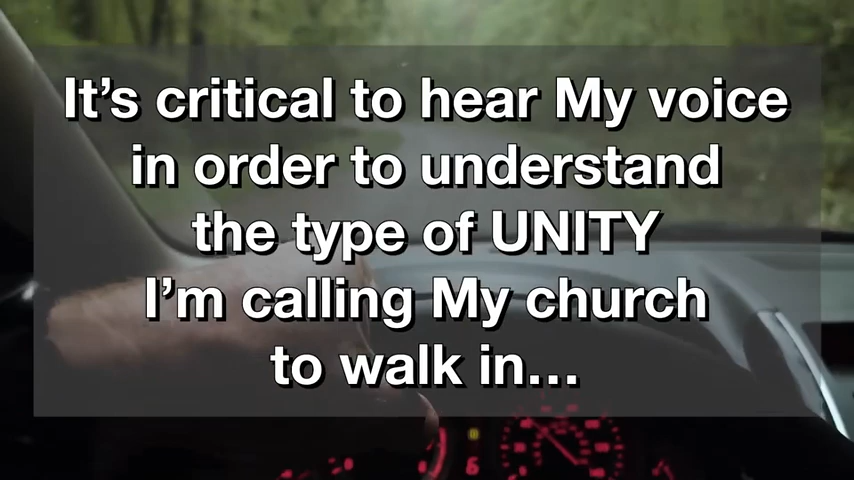 It’s critical to hear My voice
in order to understand
the type of UNITY
I’m calling My church
to walk in…
6